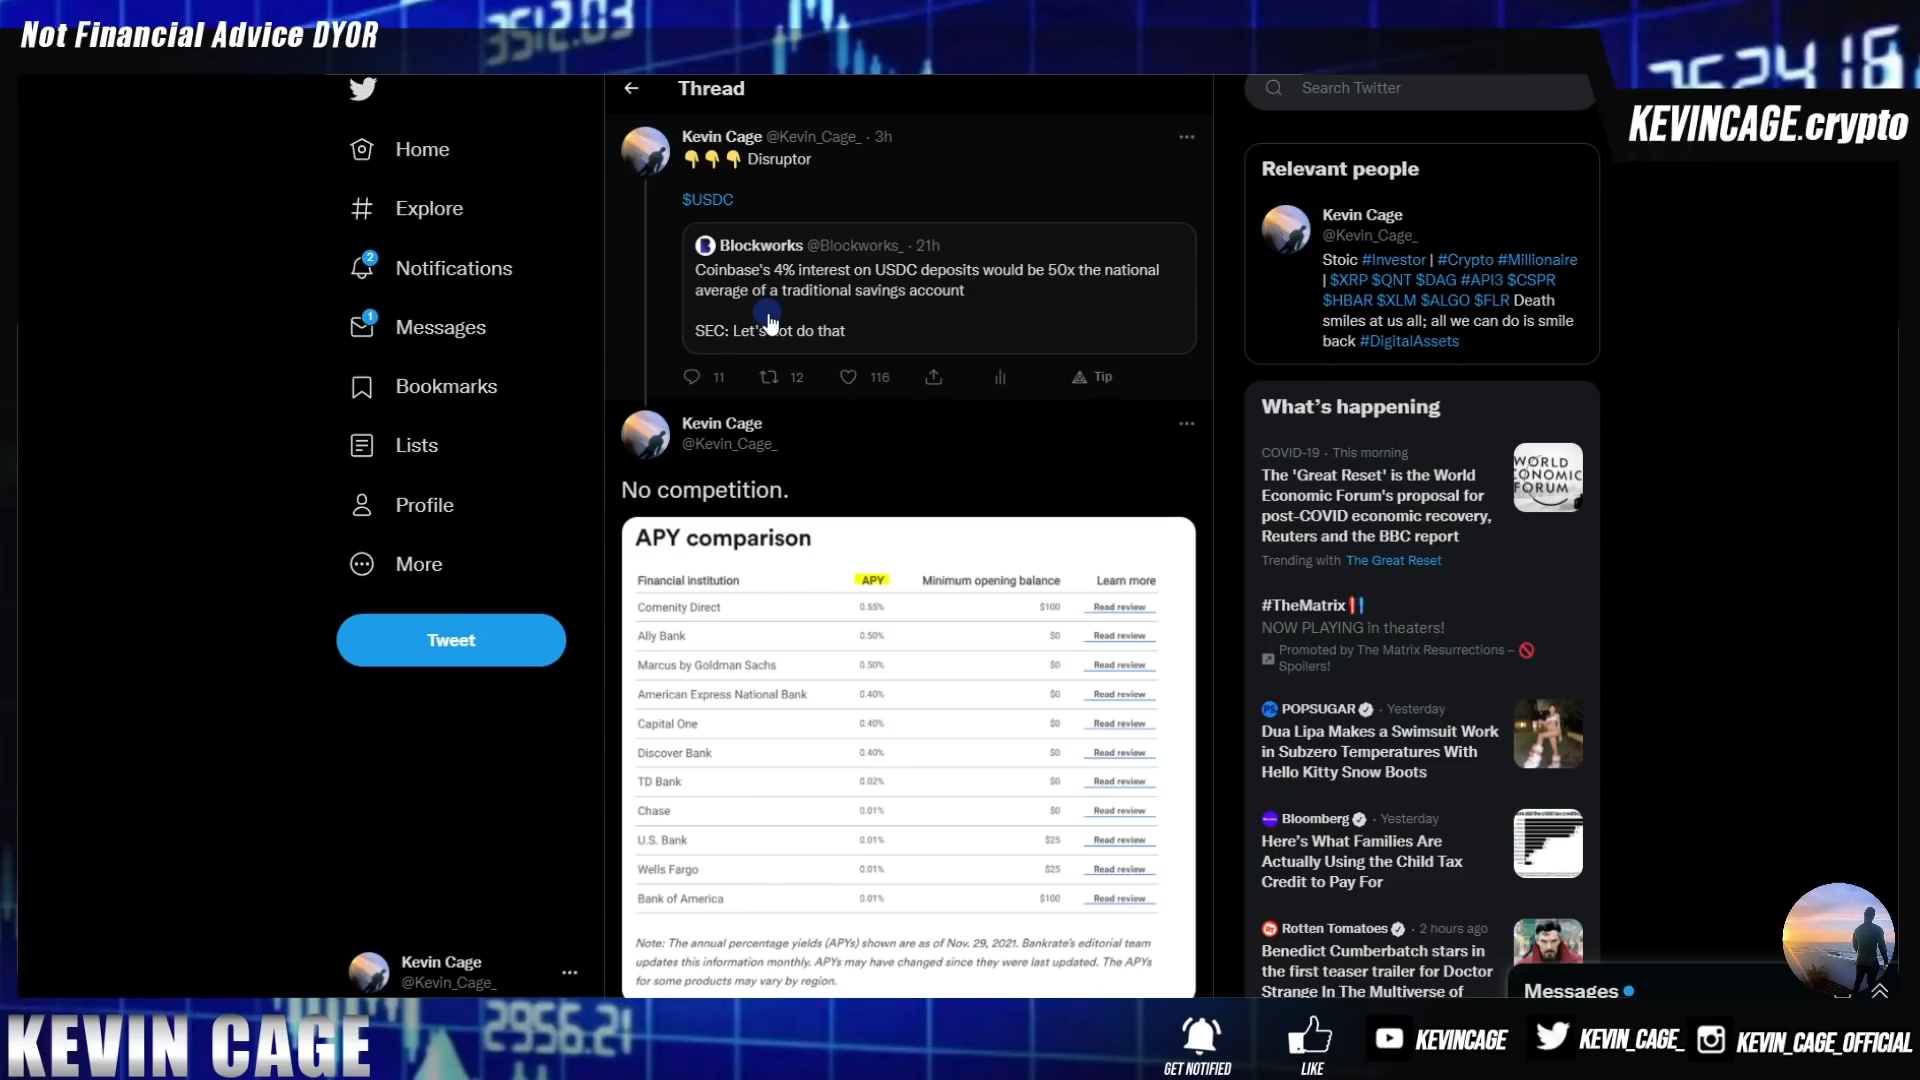 Not Financial Advice DYOR
3512.03
KEVINCAGE.crypto
Thread
Search Twitter
Home
Explore
2
Notifications
1
Messages
Bookmarks
Lists
Profile
More
Tweet
Kevin Cage
@Kevin_Cage_
Kevin Cage @Kevin_Cage_ · 3h
👇👇👇 Disruptor
$USDC
Blockworks @Blockworks_ · 21h
Coinbase's 4% interest on USDC deposits would be 50x the national
average of a traditional savings account
SEC: Let's not do that
11 12 116 Tip
Kevin Cage
@Kevin_Cage_
No competition.
APY comparison
Financial institution APY Minimum opening balance Learn more
Comenity Direct 0.55% $100 Read review
Ally Bank 0.50% $0 Read review
Marcus by Goldman Sachs 0.50% $0 Read review
American Express National Bank 0.40% $0 Read review
Capital One 0.40% $0 Read review
Discover Bank 0.40% $0 Read review
TD Bank 0.02% $0 Read review
Chase 0.01% $0 Read review
U.S. Bank 0.01% $25 Read review
Wells Fargo 0.01% $25 Read review
Bank of America 0.01% $100 Read review
Note: The annual percentage yields (APYs) shown are as of Nov. 29, 2021. Bankrate's editorial team
updates this information monthly. APYs may have changed since they were last updated. The APYs
for some products may vary by region.
Relevant people
Kevin Cage
@Kevin_Cage_
Stoic #Investor | #Crypto #Millionaire
| $XRP $QNT $DAG #API3 $CSPR
$HBAR $XLM $ALGO $FLR Death
smiles at us all; all we can do is smile
back #DigitalAssets
What's happening
COVID-19 · This morning
The 'Great Reset' is the World
Economic Forum's proposal for
post-COVID economic recovery,
Reuters and the BBC report
Trending with The Great Reset
WORLD
ECONOMIC
FORUM
#TheMatrix
NOW PLAYING in theaters!
Promoted by The Matrix Resurrections – 🚫
Spoilers!
POPSUGAR · Yesterday
Dua Lipa Makes a Swimsuit Work
in Subzero Temperatures With
Hello Kitty Snow Boots
Bloomberg · Yesterday
Here's What Families Are
Actually Using the Child Tax
Credit to Pay For
Rotten Tomatoes · 2 hours ago
Benedict Cumberbatch stars in
the first teaser trailer for Doctor
Strange In The Multiverse of
Messages
KEVIN CAGE
2956.21
GET NOTIFIED
LIKE
KEVINCAGE
KEVIN_CAGE_
KEVIN_CAGE_OFFICIAL